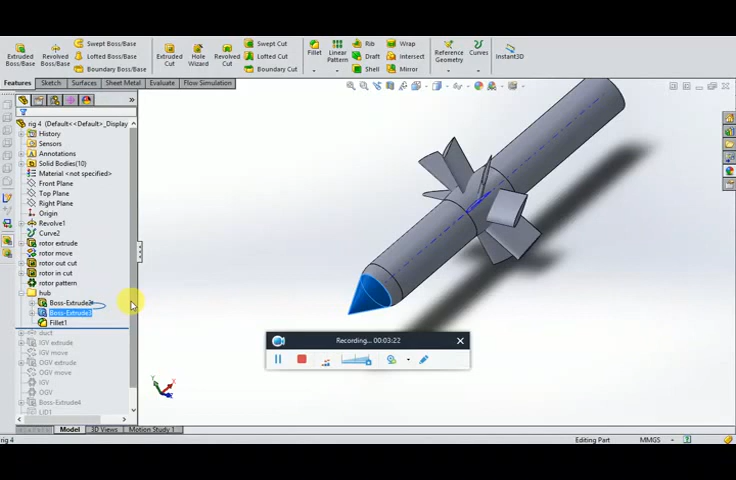 Extruded Boss/Base
Revolved Boss/Base
Swept Boss/Base
Lofted Boss/Base
Boundary Boss/Base
Extruded Cut
Hole Wizard
Revolved Cut
Swept Cut
Lofted Cut
Boundary Cut
Fillet
Linear Pattern
Rib
Draft
Shell
Wrap
Intersect
Mirror
Reference Geometry
Curves
Instant3D
Features
Sketch
Surfaces
Sheet Metal
Evaluate
Flow Simulation
rig 4 (Default<<Default>_Display
History
Sensors
Annotations
Solid Bodies(10)
Material <not specified>
Front Plane
Top Plane
Right Plane
Origin
Revolve1
Curve2
rotor extrude
rotor move
rotor out cut
rotor in cut
rotor pattern
hub
Boss-Extrude3
Fillet1
duct
IGV extrude
IGV move
OGV extrude
OGV move
IGV
OGV
Boss-Extrude4
LID1
Recording... 00:03:22
Y
X
Model
3D Views
Motion Study 1
rig 4
Editing Part
MMGS